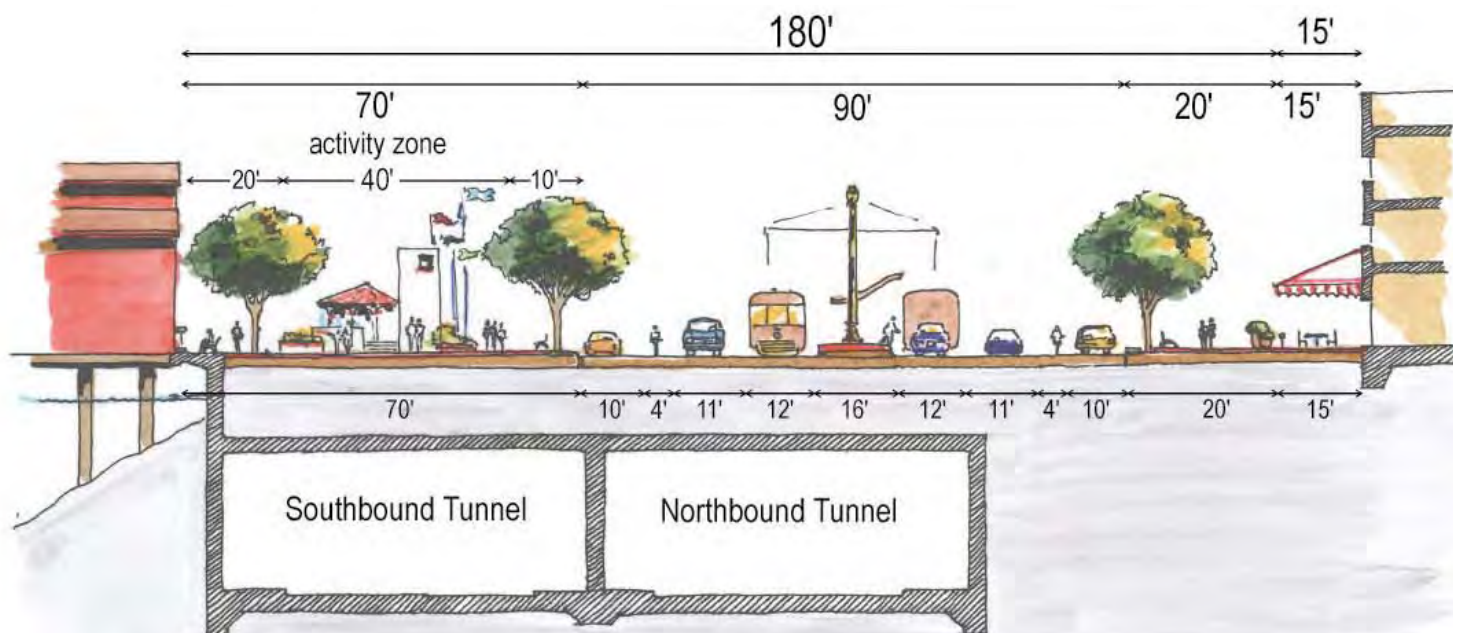 180' 15'
70' 90' 20' 15'
activity zone
20' 40' 10'
70' 10' 4' 11' 12' 16' 12' 11' 4' 10' 20' 15'
Southbound Tunnel Northbound Tunnel